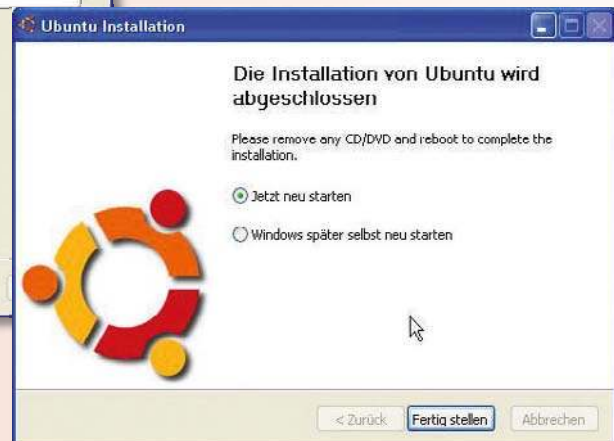 Ubuntu Installation
Die Installation von Ubuntu wird
abgeschlossen
Please remove any CD/DVD and reboot to complete the
installation.
Jetzt neu starten
Windows später selbst neu starten
< Zurück
Fertig stellen
Abbrechen